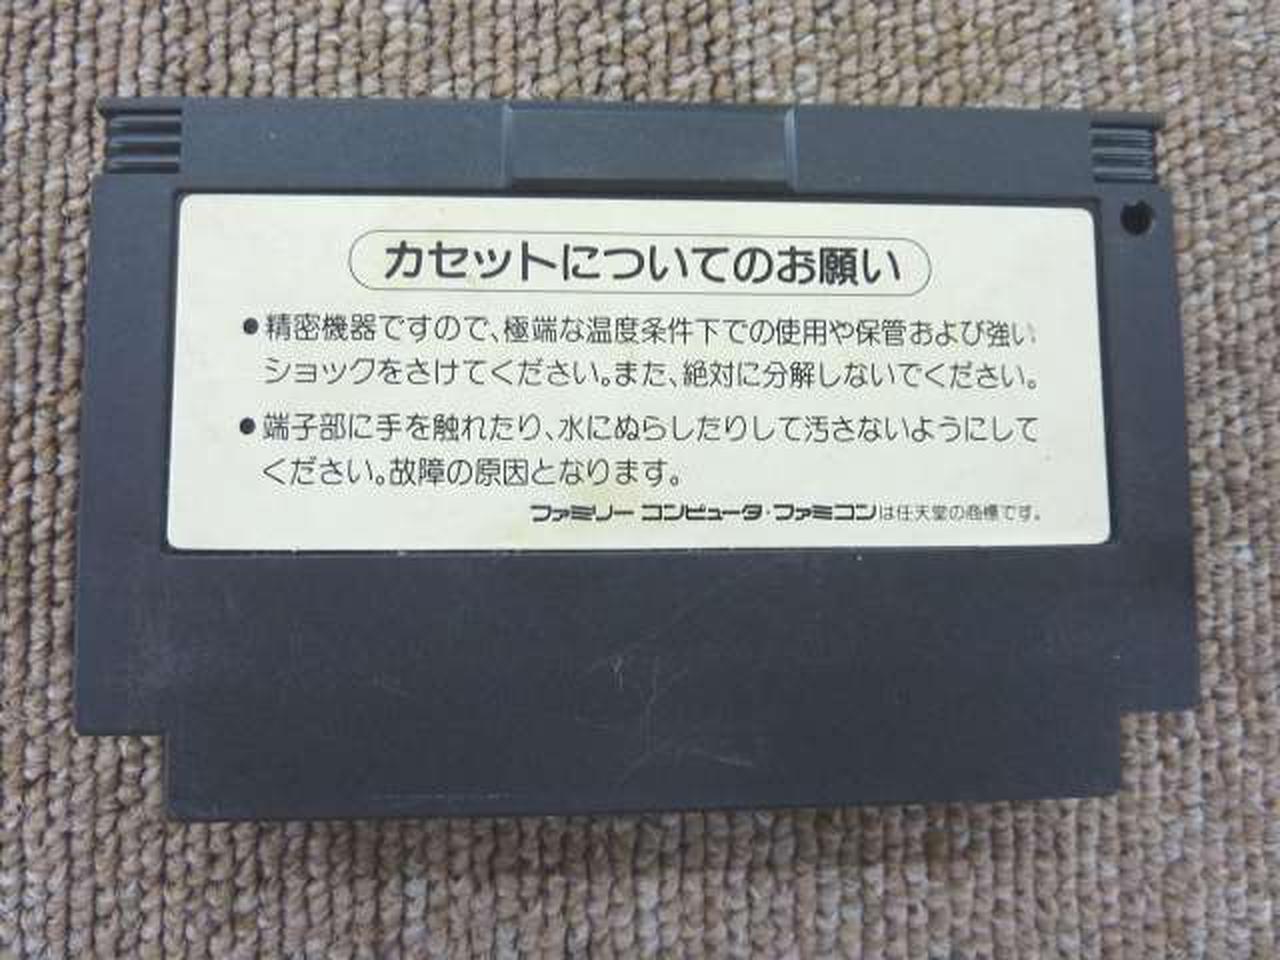 カセットについてのお願い
●精密機器ですので、極端な温度条件下での使用や保管および強い
ショックをさけてください。また、絶対に分解しないでください。
●端子部に手を触れたり、水にぬらしたりして汚さないようにして
ください。故障の原因となります。
ファミリー コンピュータ・ファミコンは任天堂の商標です。